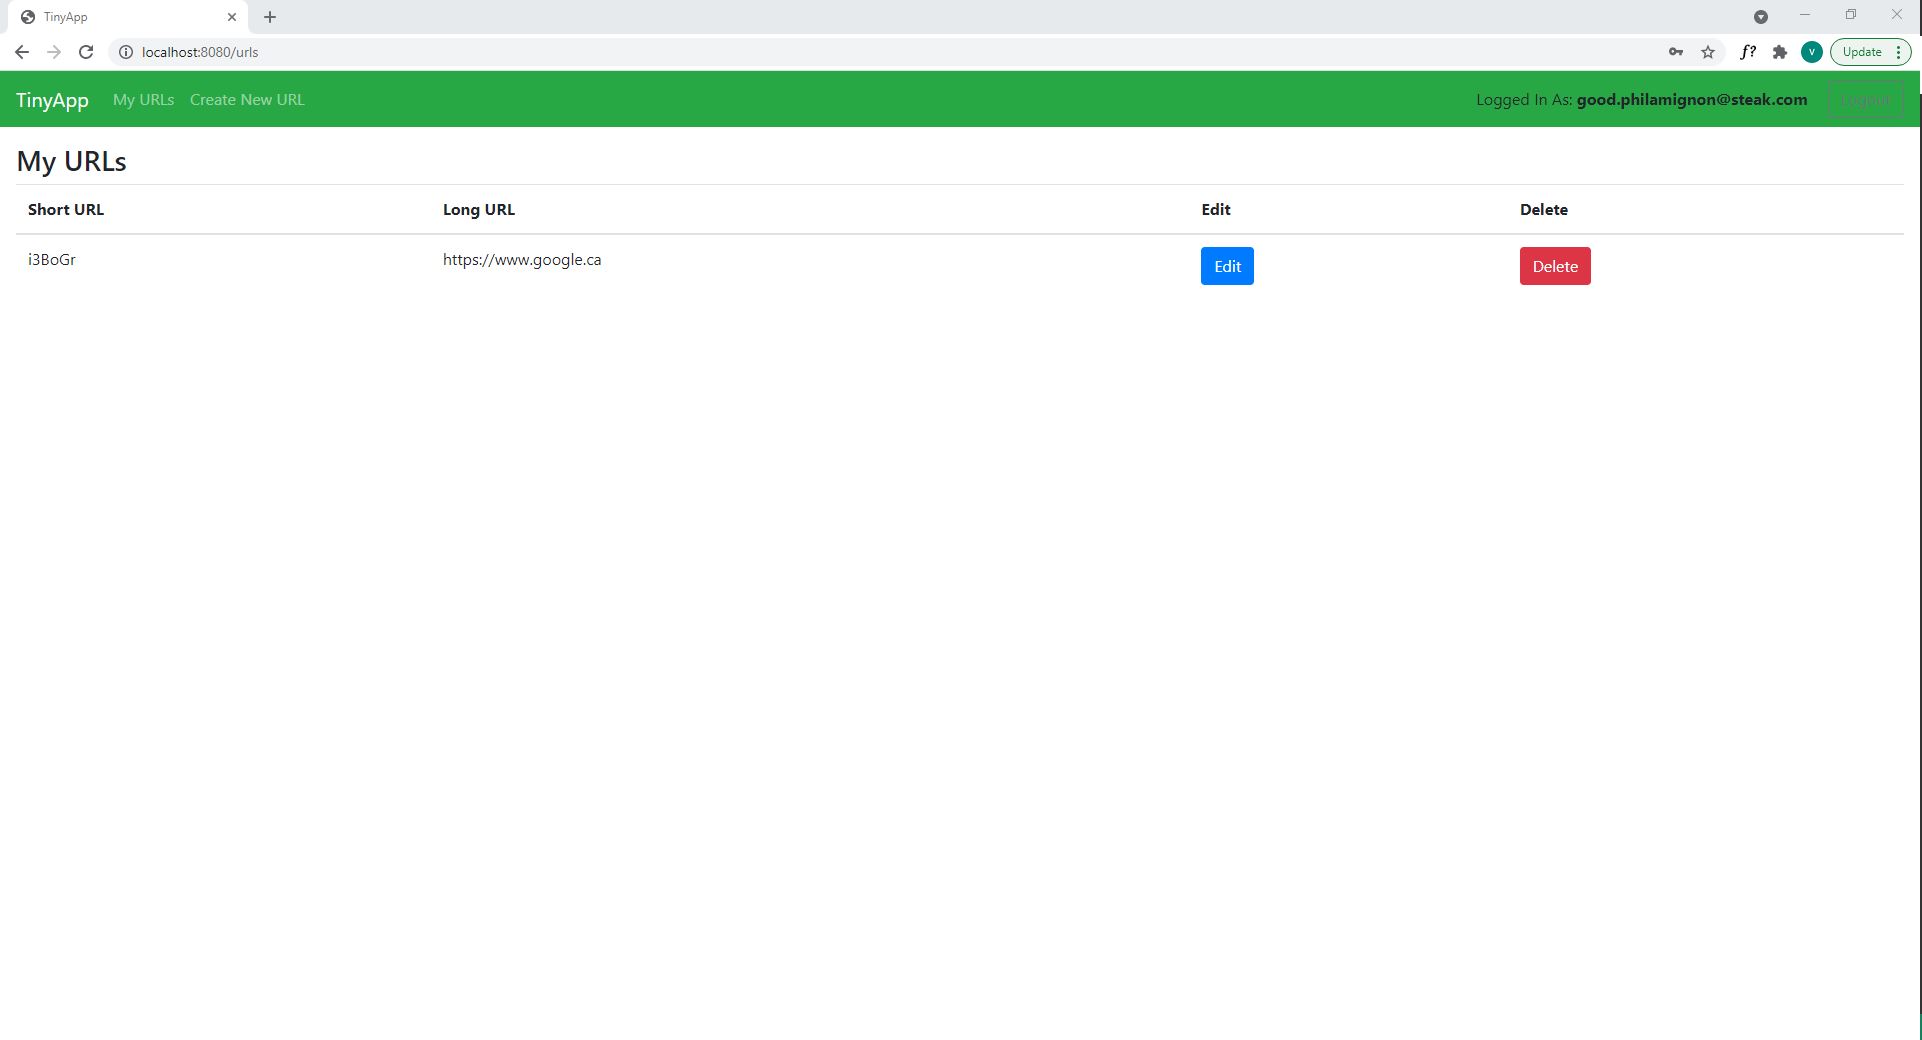 TinyApp
localhost:8080/urls
f?
V
Update
TinyApp My URLs Create New URL Logged In As: good.philamignon@steak.com Logout
My URLs
Short URL Long URL Edit Delete
i3BoGr https://www.google.ca Edit Delete